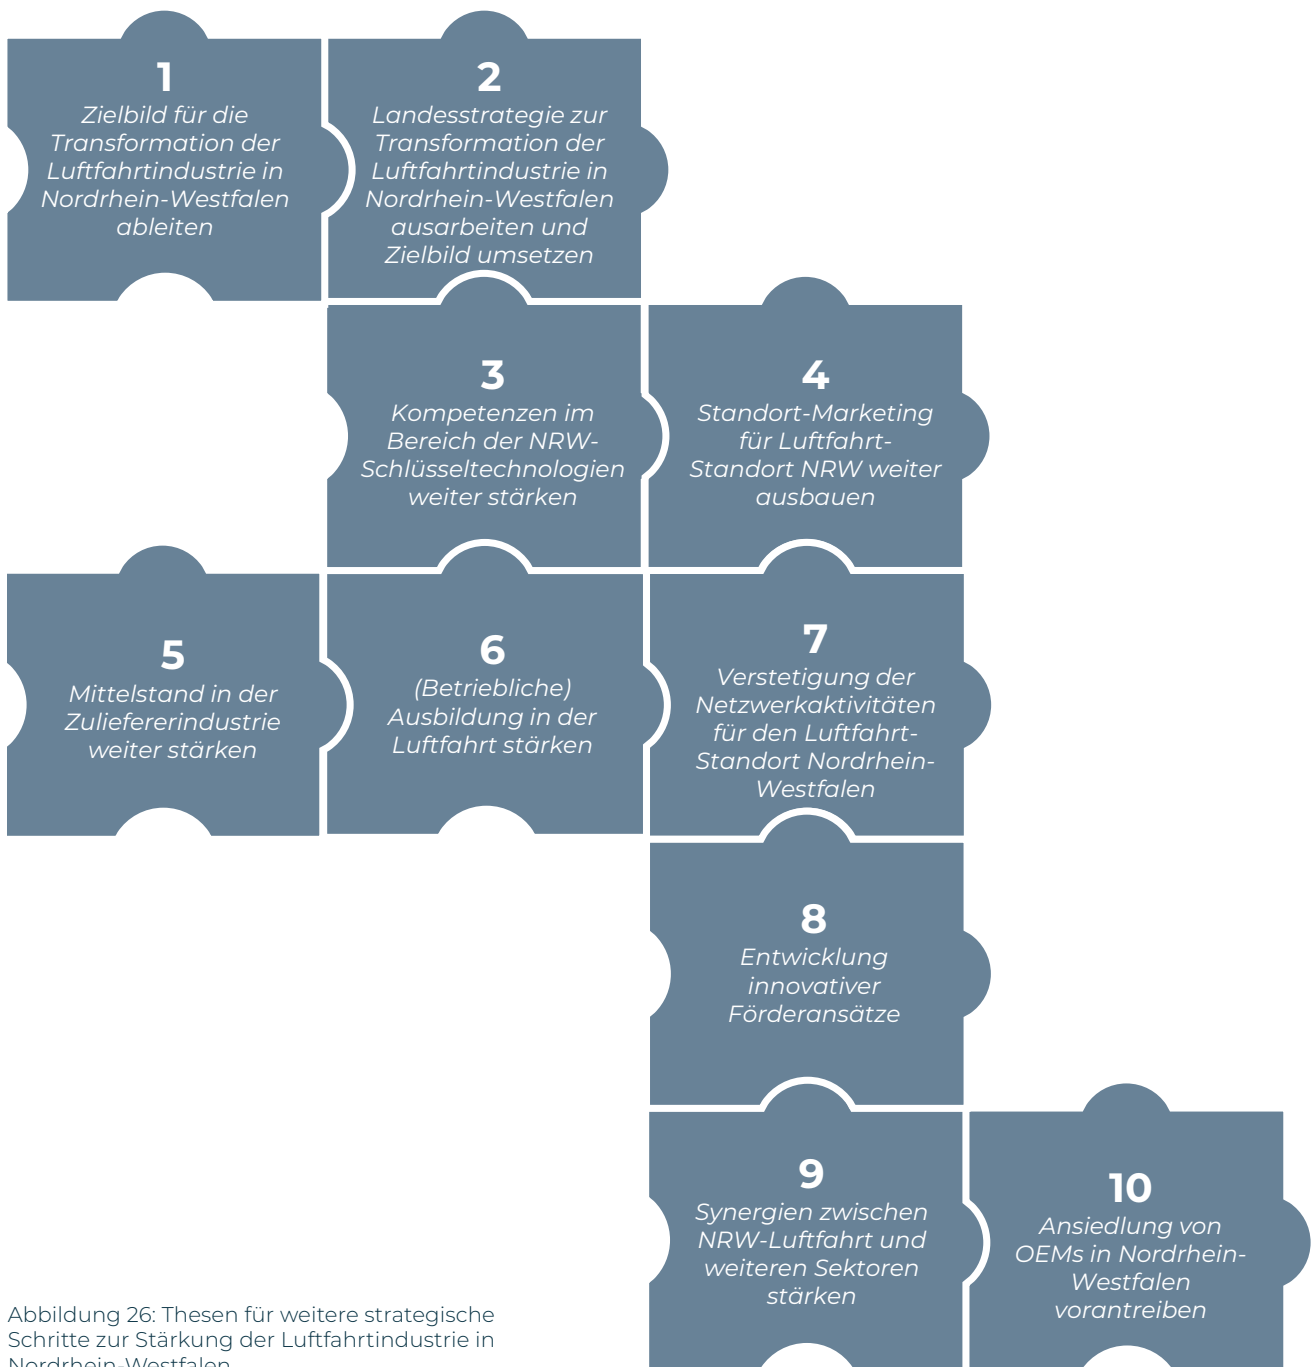 1
Zielbild für die
Transformation der
Luftfahrtindustrie in
Nordrhein-Westfalen
ableiten
2
Landesstrategie zur
Transformation der
Luftfahrtindustrie in
Nordrhein-Westfalen
ausarbeiten und
Zielbild umsetzen
3
Kompetenzen im
Bereich der NRW-
Schlüsseltechnologien
weiter stärken
4
Standort-Marketing
für Luftfahrt-
Standort NRW weiter
ausbauen
5
Mittelstand in der
Zuliefererindustrie
weiter stärken
6
(Betriebliche)
Ausbildung in der
Luftfahrt stärken
7
Verstetigung der
Netzwerkaktivitäten
für den Luftfahrt-
Standort Nordrhein-
Westfalen
8
Entwicklung
innovativer
Förderansätze
9
Synergien zwischen
NRW-Luftfahrt und
weiteren Sektoren
stärken
10
Ansiedlung von
OEMs in Nordrhein-
Westfalen
vorantreiben
Abbildung 26: Thesen für weitere strategische
Schritte zur Stärkung der Luftfahrtindustrie in
Nordrhein-Westfalen